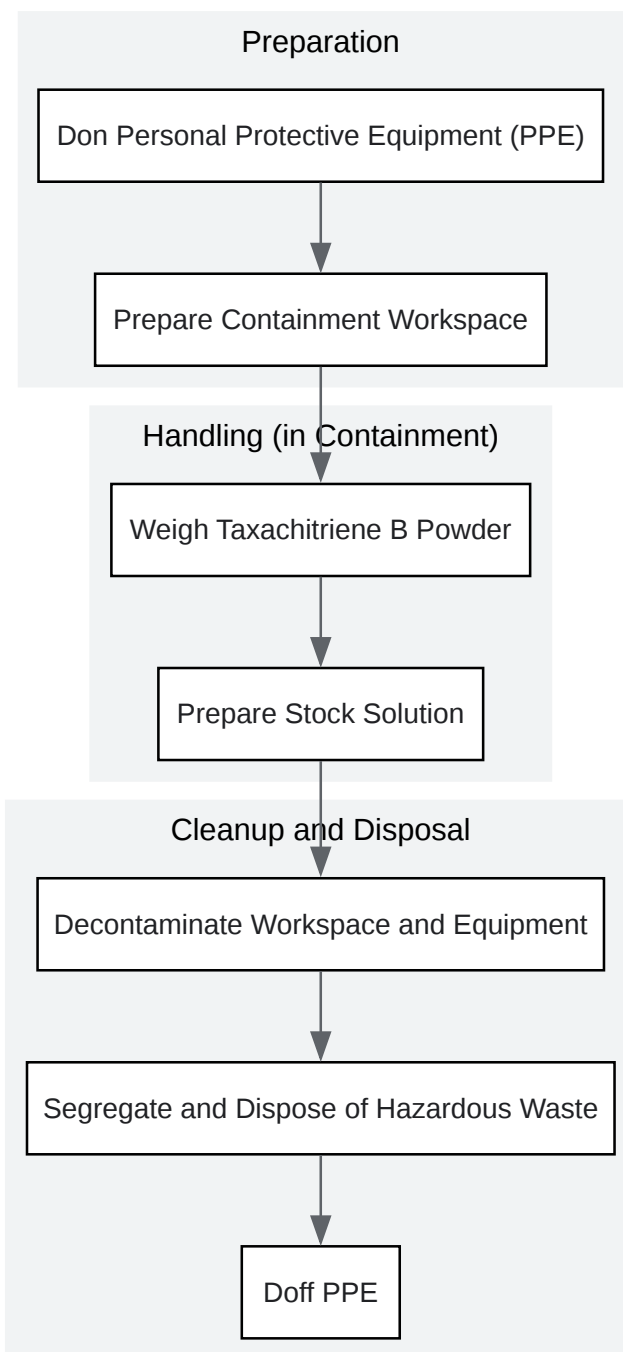 Preparation
Don Personal Protective Equipment (PPE)
Prepare Containment Workspace
Handling (in Containment)
Weigh Taxachitriene B Powder
Prepare Stock Solution
Cleanup and Disposal
Decontaminate Workspace and Equipment
Segregate and Dispose of Hazardous Waste
Doff PPE